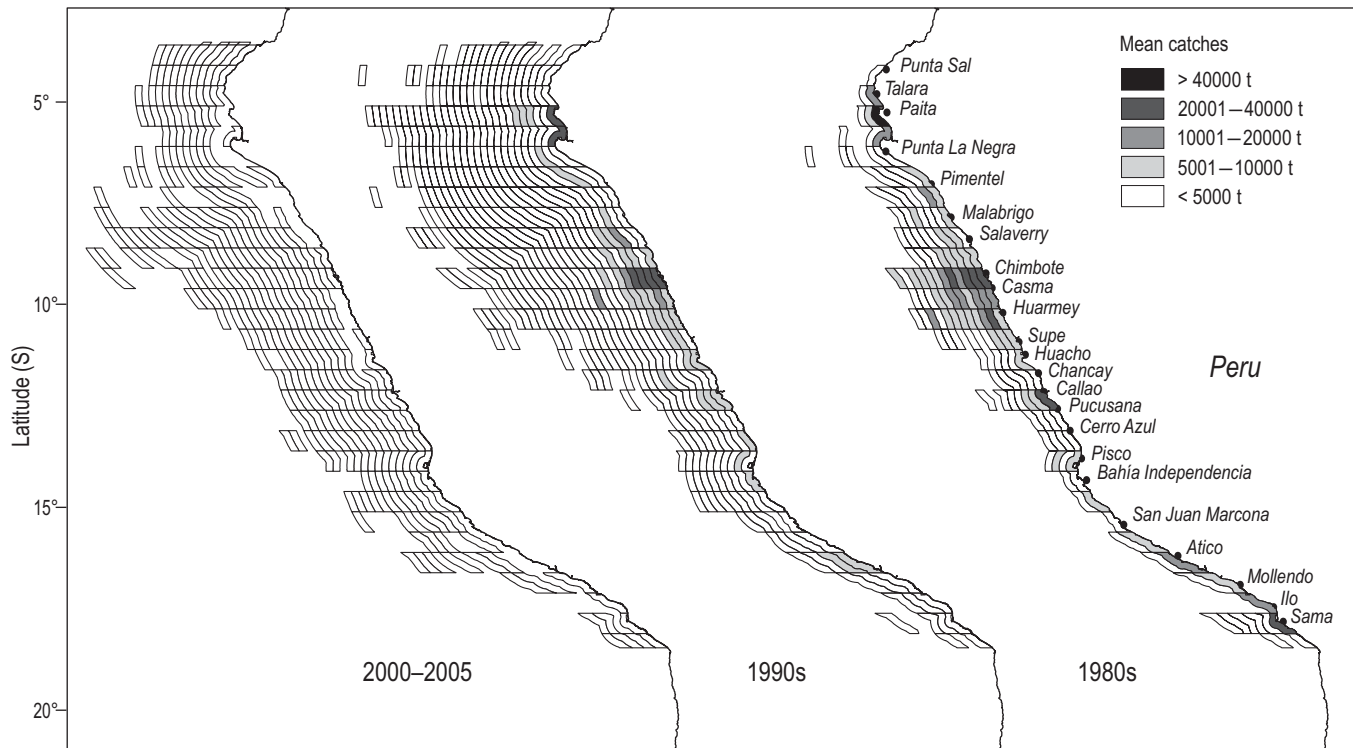 Mean catches
> 40000 t
20001–40000 t
10001–20000 t
5001–10000 t
< 5000 t
Punta Sal
Talara
Paita
Punta La Negra
Pimentel
Malabrigo
Salaverry
Chimbote
Casma
Huarmey
Supe
Huacho
Chancay
Callao
Pucusana
Cerro Azul
Pisco
Bahía Independencia
San Juan Marcona
Atico
Mollendo
Ilo
Sama
Peru
Latitude (S)
5°
10°
15°
20°
2000–2005
1990s
1980s